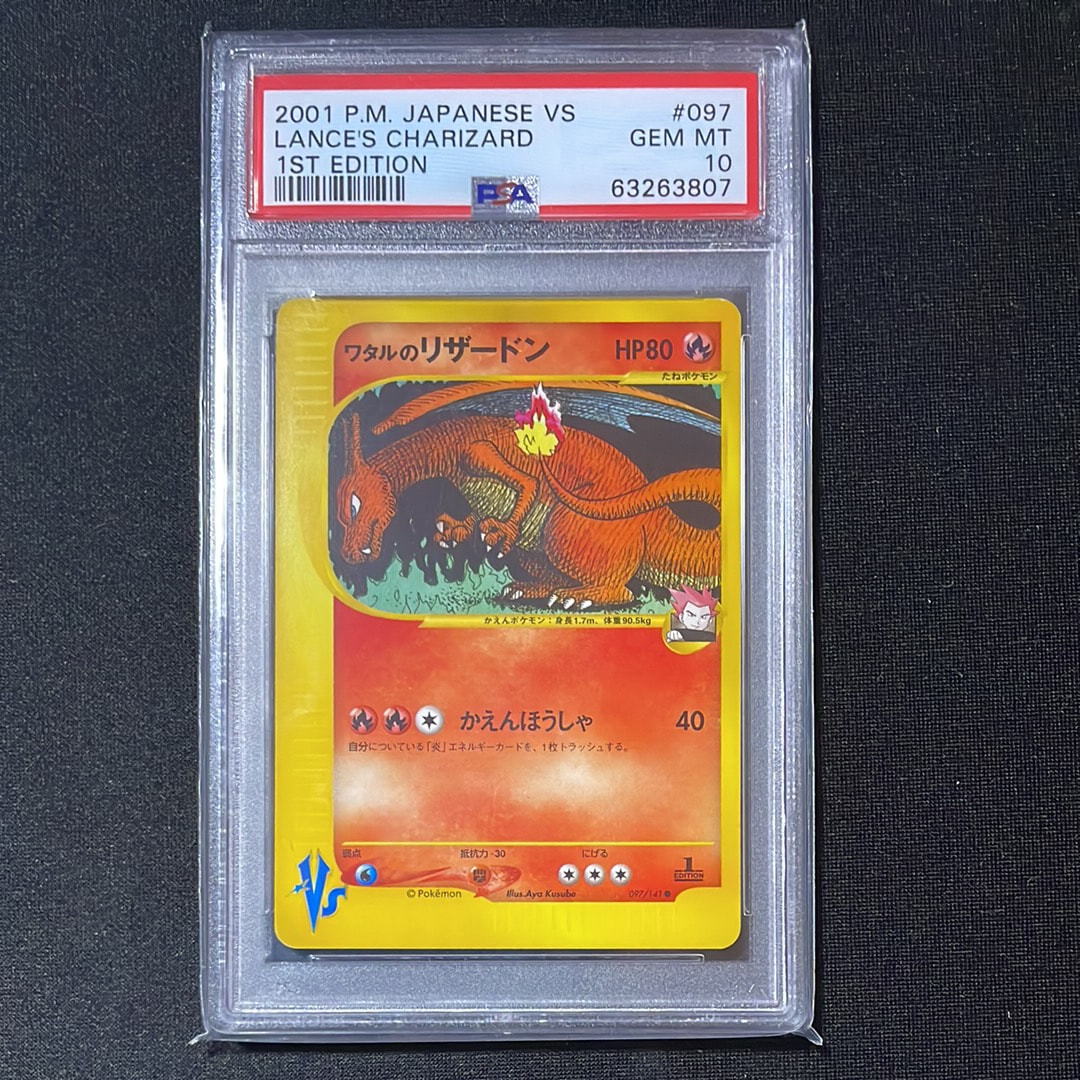 2001 P.M. JAPANESE VS #097
LANCE'S CHARIZARD GEM MT
1ST EDITION 10
PSA 63263807
ワタルのリザードン HP80
たねポケモン
かえんポケモン：身長1.7m、体重90.5kg
かえんほうしゃ 40
自分についている「炎」エネルギーカードを、1枚トラッシュする。
弱点 抵抗力 -30 にげる
1
EDITION
VS
©Pokémon Illus.Aya Kusube 097/141